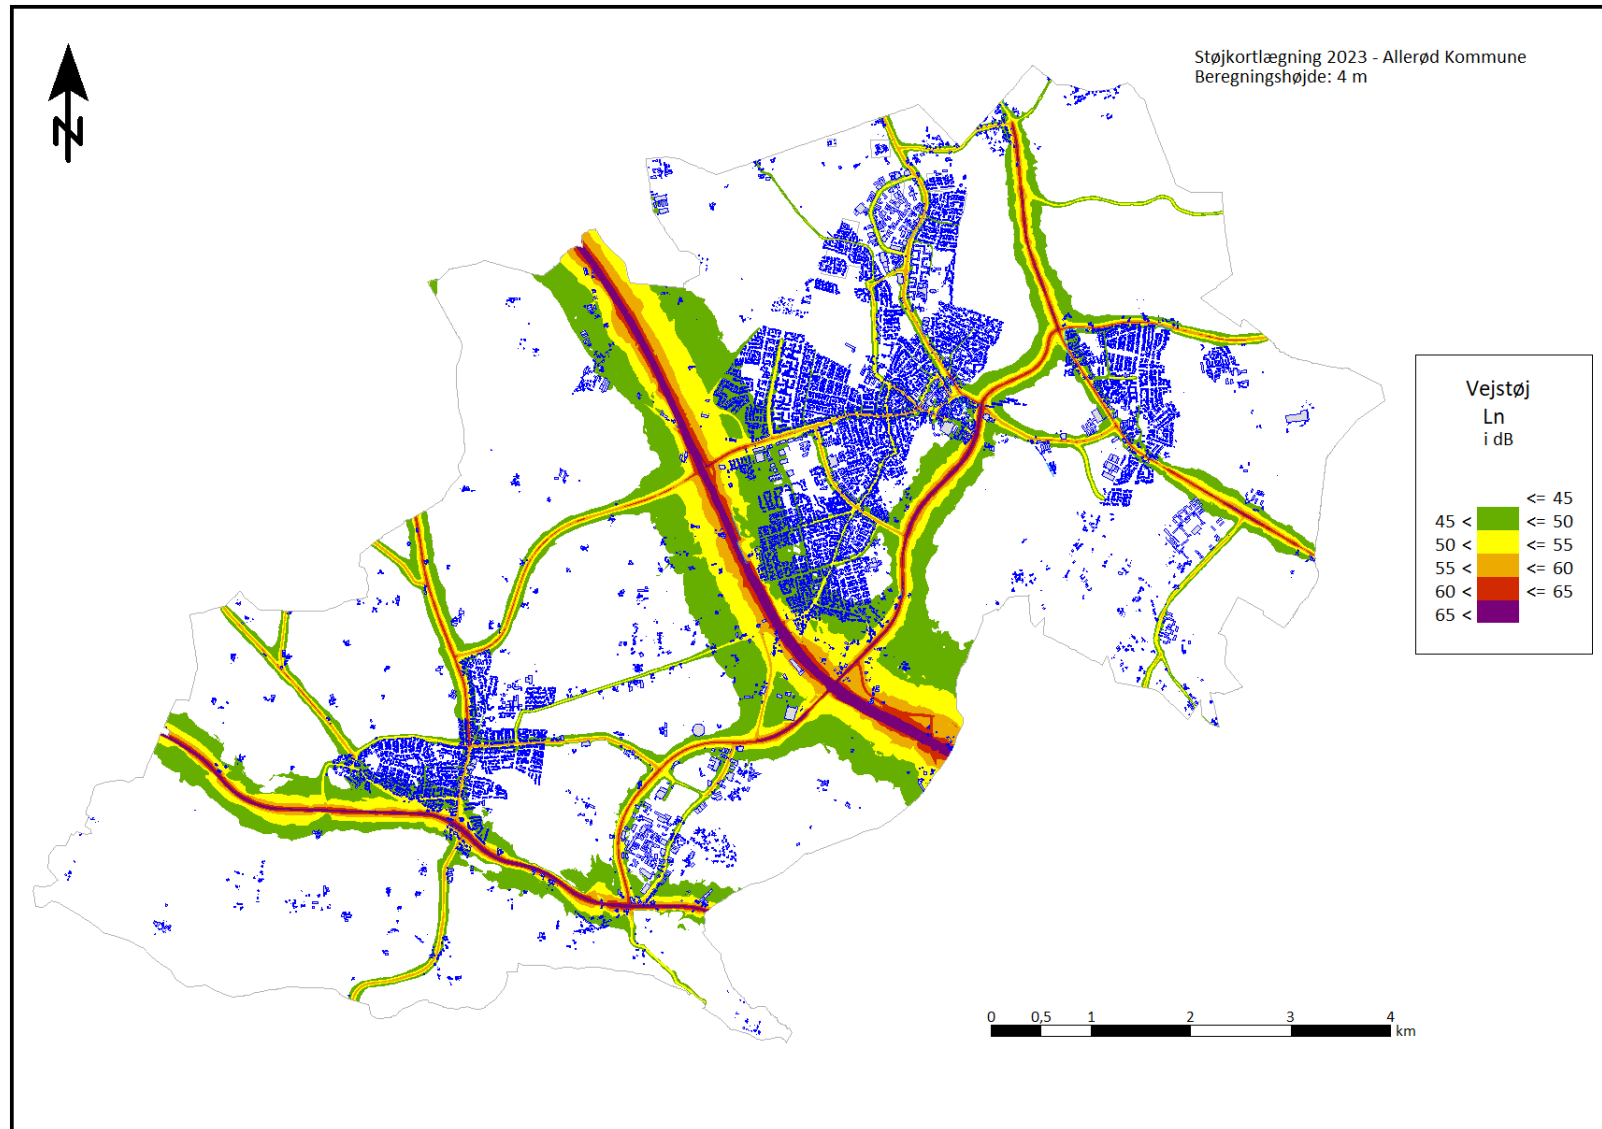 N
Støjkortlægning 2023 - Allerød Kommune
Beregningshøjde: 4 m
Vejstøj
Ln
i dB
<= 45
45 < <= 50
50 < <= 55
55 < <= 60
60 < <= 65
65 <
0 0,5 1 2 3 4
km